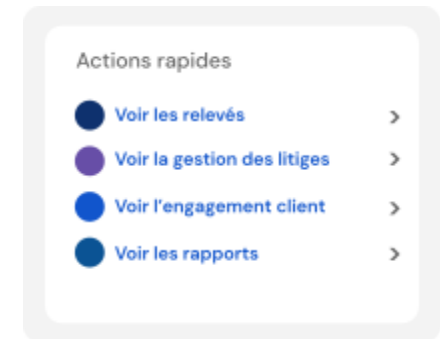 Actions rapides
Voir les relevés
Voir la gestion des litiges
Voir l'engagement client
Voir les rapports